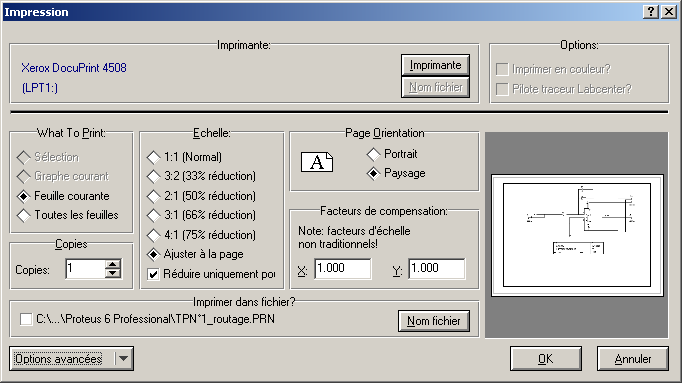 Impression
Imprimante:
Xerox DocuPrint 4508
(LPT1:)
Imprimante
Nom fichier
Options:
Imprimer en couleur?
Pilote traceur Labcenter?
What To Print:
Sélection
Graphe courant
Feuille courante
Toutes les feuilles
Copies
Copies:
1
Echelle:
1:1 (Normal)
3:2 (33% réduction)
2:1 (50% réduction)
3:1 (66% réduction)
4:1 (75% réduction)
Ajuster à la page
Réduire uniquement pou
Page Orientation
A
Portrait
Paysage
Facteurs de compensation:
Note: facteurs d'échelle
non traditionnels!
X: 1.000
Y: 1.000
Imprimer dans fichier?
C:\...\Proteus 6 Professional\TPN°1_routage.PRN
Nom fichier
Options avancées
OK
Annuler